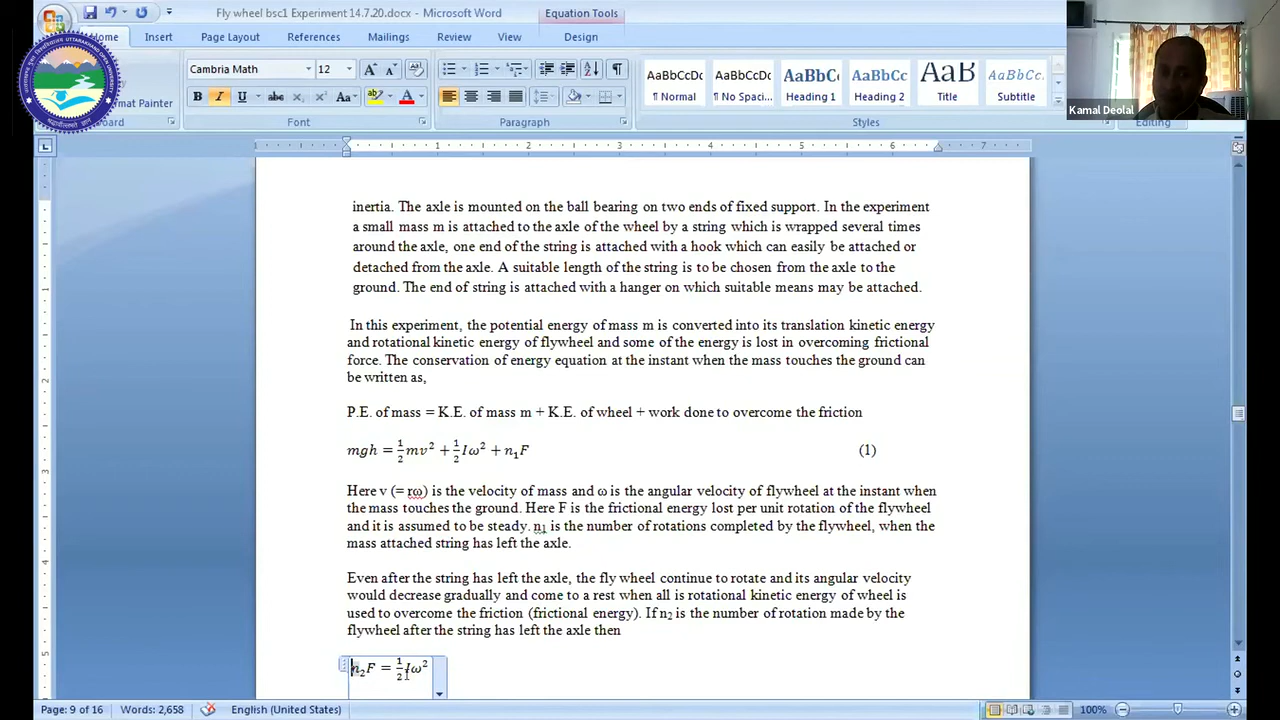 Fly wheel bsc1 Experiment 14.7.20.docx - Microsoft Word
Equation Tools
Home Insert Page Layout References Mailings Review View Design
Cambria Math 12
AaBbCcDc AaBbCcDc AaBbC AaBbCc AaB AaBbCc
¶ Normal ¶ No Spaci... Heading 1 Heading 2 Title Subtitle
Format Painter
Font Paragraph Styles Editing
Kamal Deolal
inertia. The axle is mounted on the ball bearing on two ends of fixed support. In the experiment
a small mass m is attached to the axle of the wheel by a string which is wrapped several times
around the axle, one end of the string is attached with a hook which can easily be attached or
detached from the axle. A suitable length of the string is to be chosen from the axle to the
ground. The end of string is attached with a hanger on which suitable means may be attached.
In this experiment, the potential energy of mass m is converted into its translation kinetic energy
and rotational kinetic energy of flywheel and some of the energy is lost in overcoming frictional
force. The conservation of energy equation at the instant when the mass touches the ground can
be written as,
P.E. of mass = K.E. of mass m + K.E. of wheel + work done to overcome the friction
mgh = 1/2 mv² + 1/2 Iω² + n₁F (1)
Here v (= rω) is the velocity of mass and ω is the angular velocity of flywheel at the instant when
the mass touches the ground. Here F is the frictional energy lost per unit rotation of the flywheel
and it is assumed to be steady. n₁ is the number of rotations completed by the flywheel, when the
mass attached string has left the axle.
Even after the string has left the axle, the fly wheel continue to rotate and its angular velocity
would decrease gradually and come to a rest when all is rotational kinetic energy of wheel is
used to overcome the friction (frictional energy). If n₂ is the number of rotation made by the
flywheel after the string has left the axle then
n₂F = 1/2 Iω²
Page: 9 of 16 Words: 2,658 English (United States) 100%